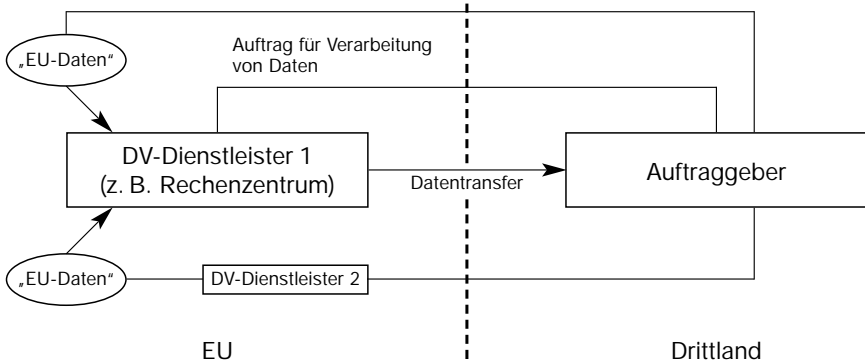 „EU-Daten“
Auftrag für Verarbeitung
von Daten
DV-Dienstleister 1
(z. B. Rechenzentrum)
Datentransfer
Auftraggeber
„EU-Daten“
DV-Dienstleister 2
EU
Drittland